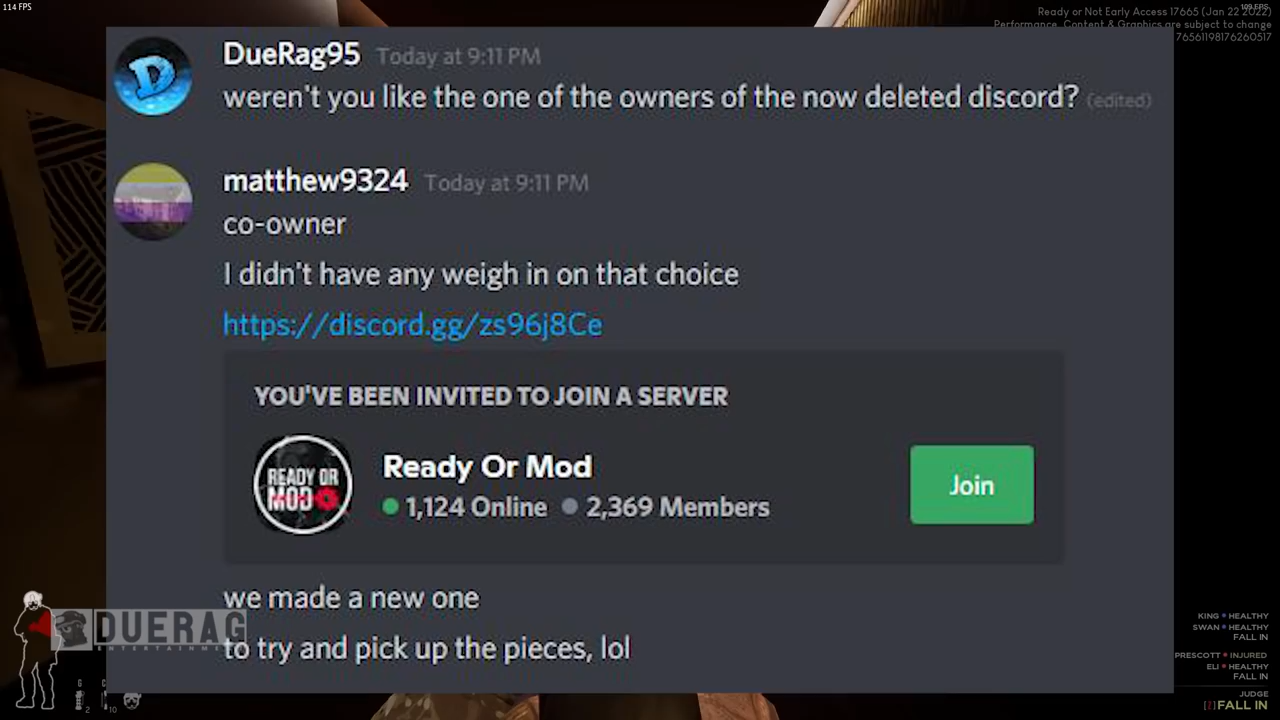 114 FPS
109 FPS
Ready or Not Early Access 17665 (Jan 22 2022)
Performance, Content & Graphics are subject to change
76561198176260517
DueRag95 Today at 9:11 PM
weren't you like the one of the owners of the now deleted discord? (edited)
matthew9324 Today at 9:11 PM
co-owner
I didn't have any weigh in on that choice
https://discord.gg/zs96j8Ce
YOU'VE BEEN INVITED TO JOIN A SERVER
READY OR
MOD
Ready Or Mod
1,124 Online 2,369 Members
Join
we made a new one
to try and pick up the pieces, lol
DUERAG
ENTERTAINMENT
KING HEALTHY
SWAN HEALTHY
FALL IN
PRESCOTT INJURED
ELI HEALTHY
FALL IN
JUDGE
FALL IN